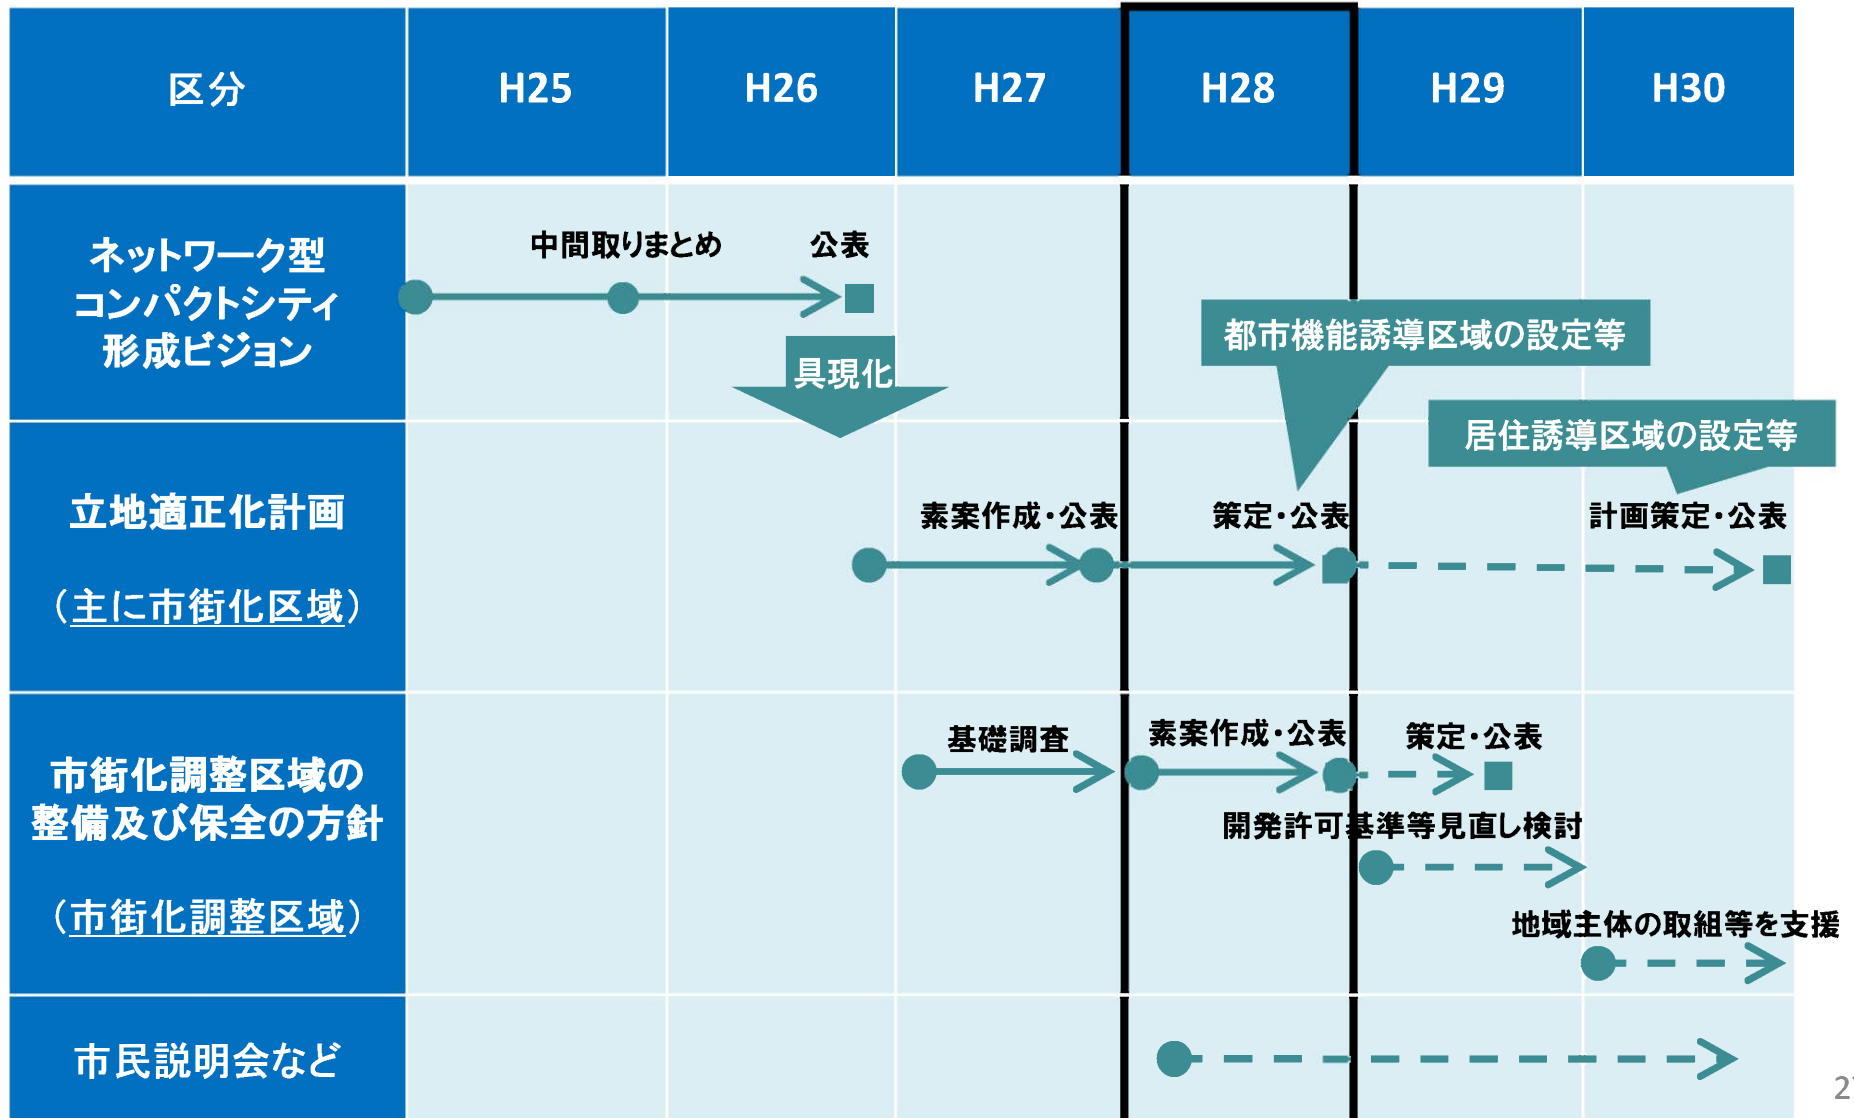 区分
H25
H26
H27
H28
H29
H30
ネットワーク型
コンパクトシティ
形成ビジョン
中間取りまとめ
公表
具現化
都市機能誘導区域の設定等
居住誘導区域の設定等
立地適正化計画
（主に市街化区域）
素案作成・公表
策定・公表
計画策定・公表
市街化調整区域の
整備及び保全の方針
（市街化調整区域）
基礎調査
素案作成・公表
策定・公表
開発許可基準等見直し検討
地域主体の取組等を支援
市民説明会など